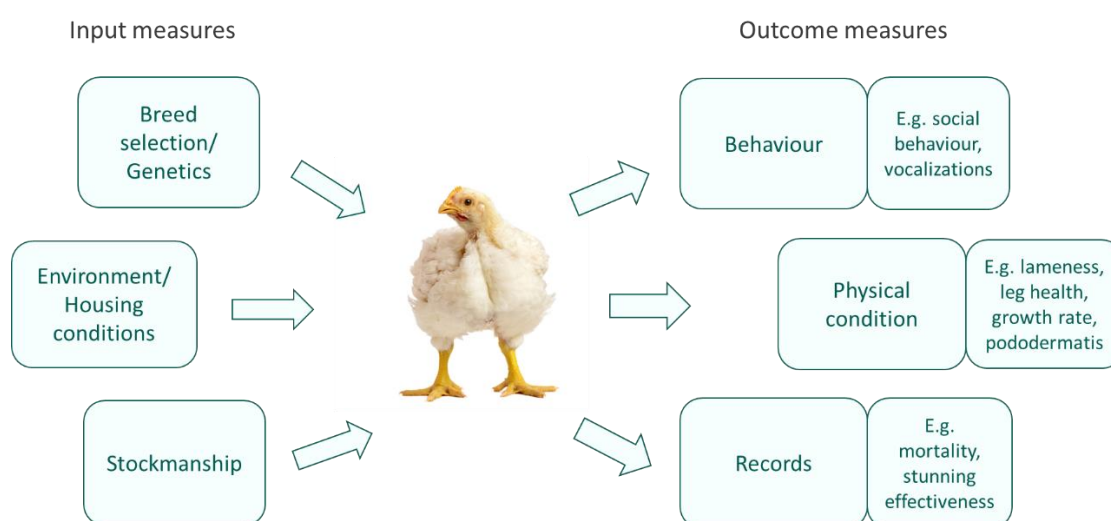 Input measures
Outcome measures
Breed
selection/
Genetics
Environment/
Housing
conditions
Stockmanship
Behaviour
E.g. social
behaviour,
vocalizations
Physical
condition
E.g. lameness,
leg health,
growth rate,
pododermatis
Records
E.g.
mortality,
stunning
effectiveness